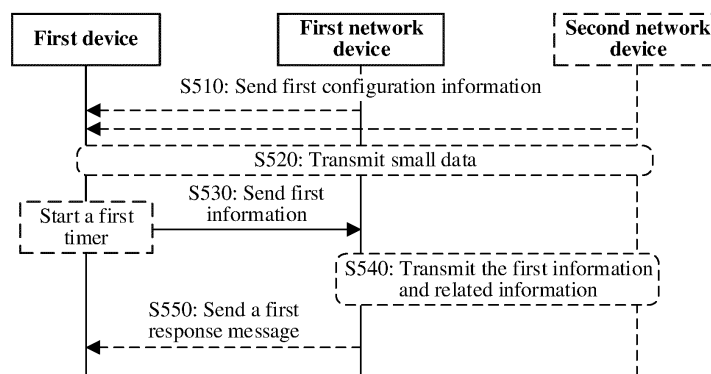 First device
First network
device
Second network
device
S510: Send first configuration information
S520: Transmit small data
S530: Send first
information
Start a first
timer
S540: Transmit the first information
and related information
S550: Send a first
response message